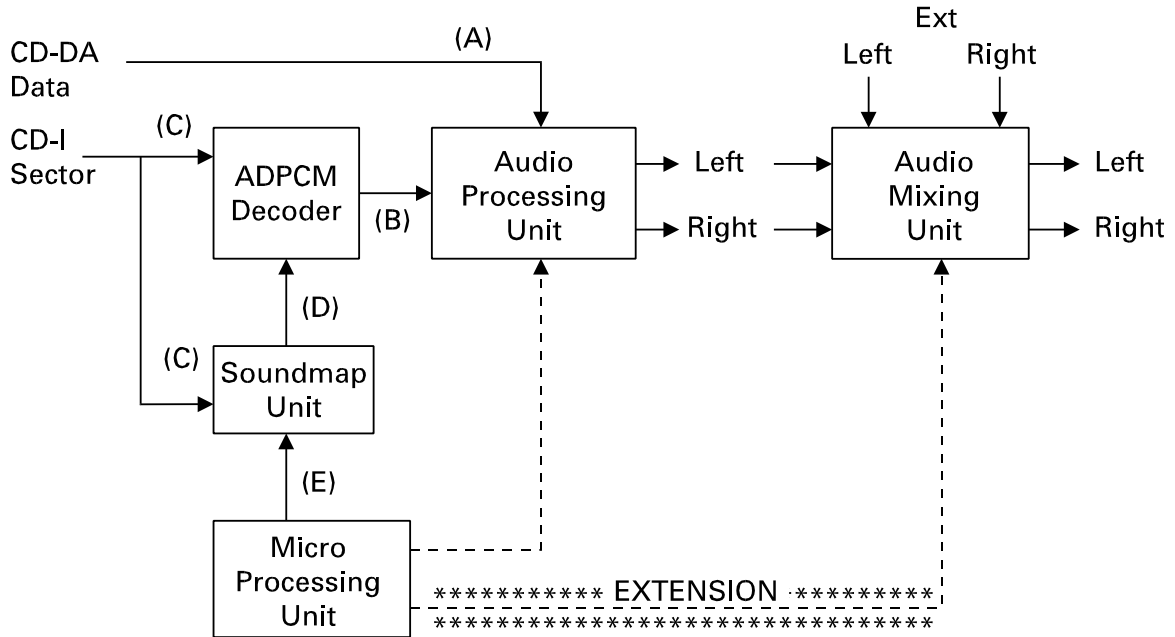 Ext
(A)
CD-DA
Data
Left Right
(C)
CD-I
Sector
ADPCM
Decoder
(B)
Audio
Processing
Unit
Left
Right
Audio
Mixing
Unit
Left
Right
(D)
(C)
Soundmap
Unit
(E)
Micro
Processing
Unit
*********** EXTENSION *********
********************************